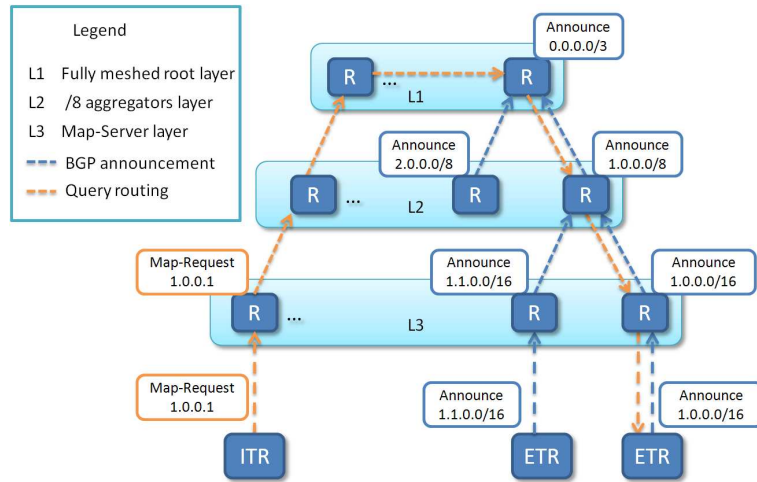 Legend
L1 Fully meshed root layer
L2 /8 aggregators layer
L3 Map-Server layer
BGP announcement
Query routing
Announce
0.0.0.0/3
R
...
R
L1
Announce
2.0.0.0/8
Announce
1.0.0.0/8
R
...
R
R
L2
Map-Request
1.0.0.1
Announce
1.1.0.0/16
Announce
1.0.0.0/16
R
...
R
R
L3
Map-Request
1.0.0.1
Announce
1.1.0.0/16
Announce
1.0.0.0/16
ITR
ETR
ETR